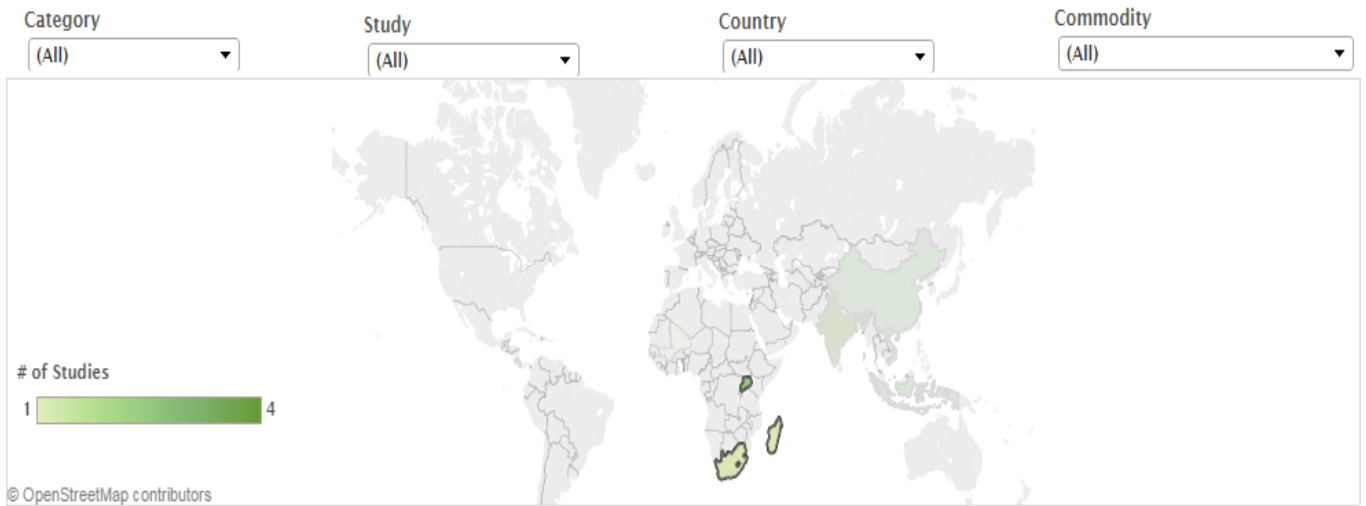 Category
Study
Country
Commodity
(All)
(All)
(All)
(All)
# of Studies
1
4
© OpenStreetMap contributors